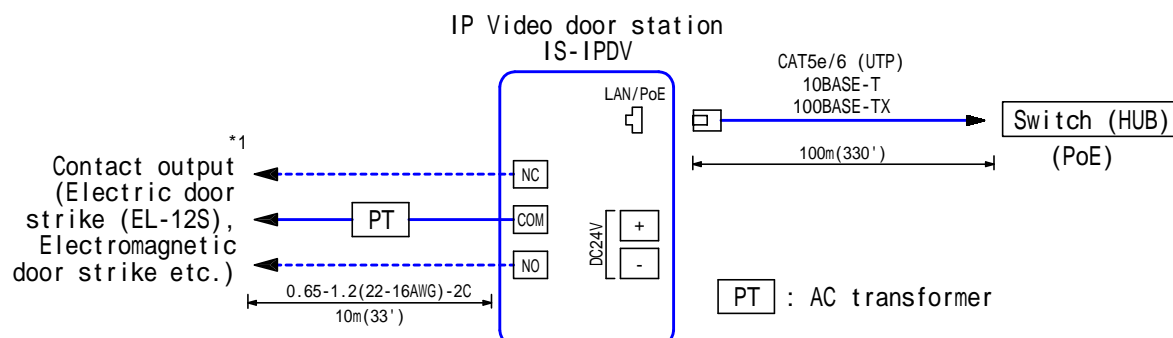 IP Video door station
IS-IPDV
CAT5e/6 (UTP)
10BASE-T
100BASE-TX
LAN/PoE
Switch (HUB)
(PoE)
100m(330')
*1
Contact output
(Electric door
strike (EL-12S),
Electromagnetic
door strike etc.)
NC
PT
COM
NO
DC24V
+
-
0.65-1.2(22-16AWG)-2C
10m(33')
PT : AC transformer